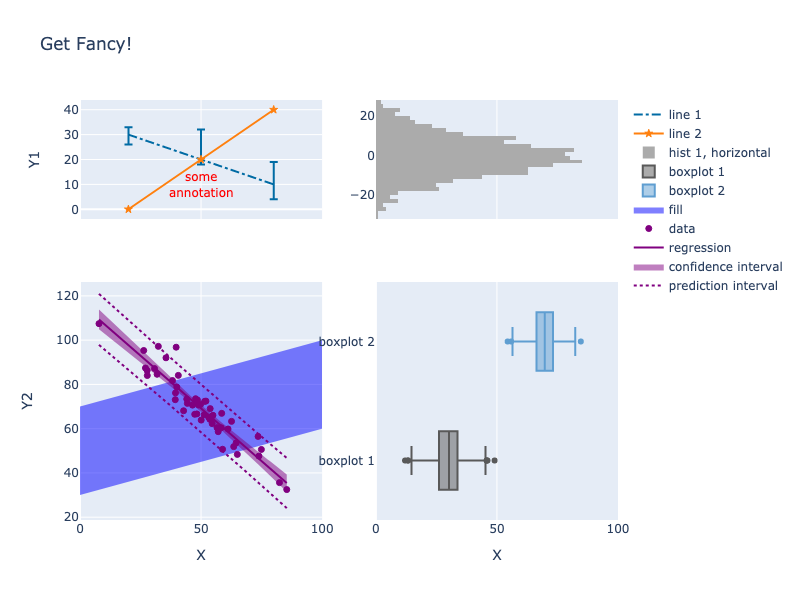 Get Fancy!
Y1
40
30
20
10
0
some
annotation
20
0
−20
line 1
line 2
hist 1, horizontal
boxplot 1
boxplot 2
fill
data
regression
confidence interval
prediction interval
Y2
120
100
80
60
40
20
0
50
100
X
boxplot 2
boxplot 1
0
50
100
X